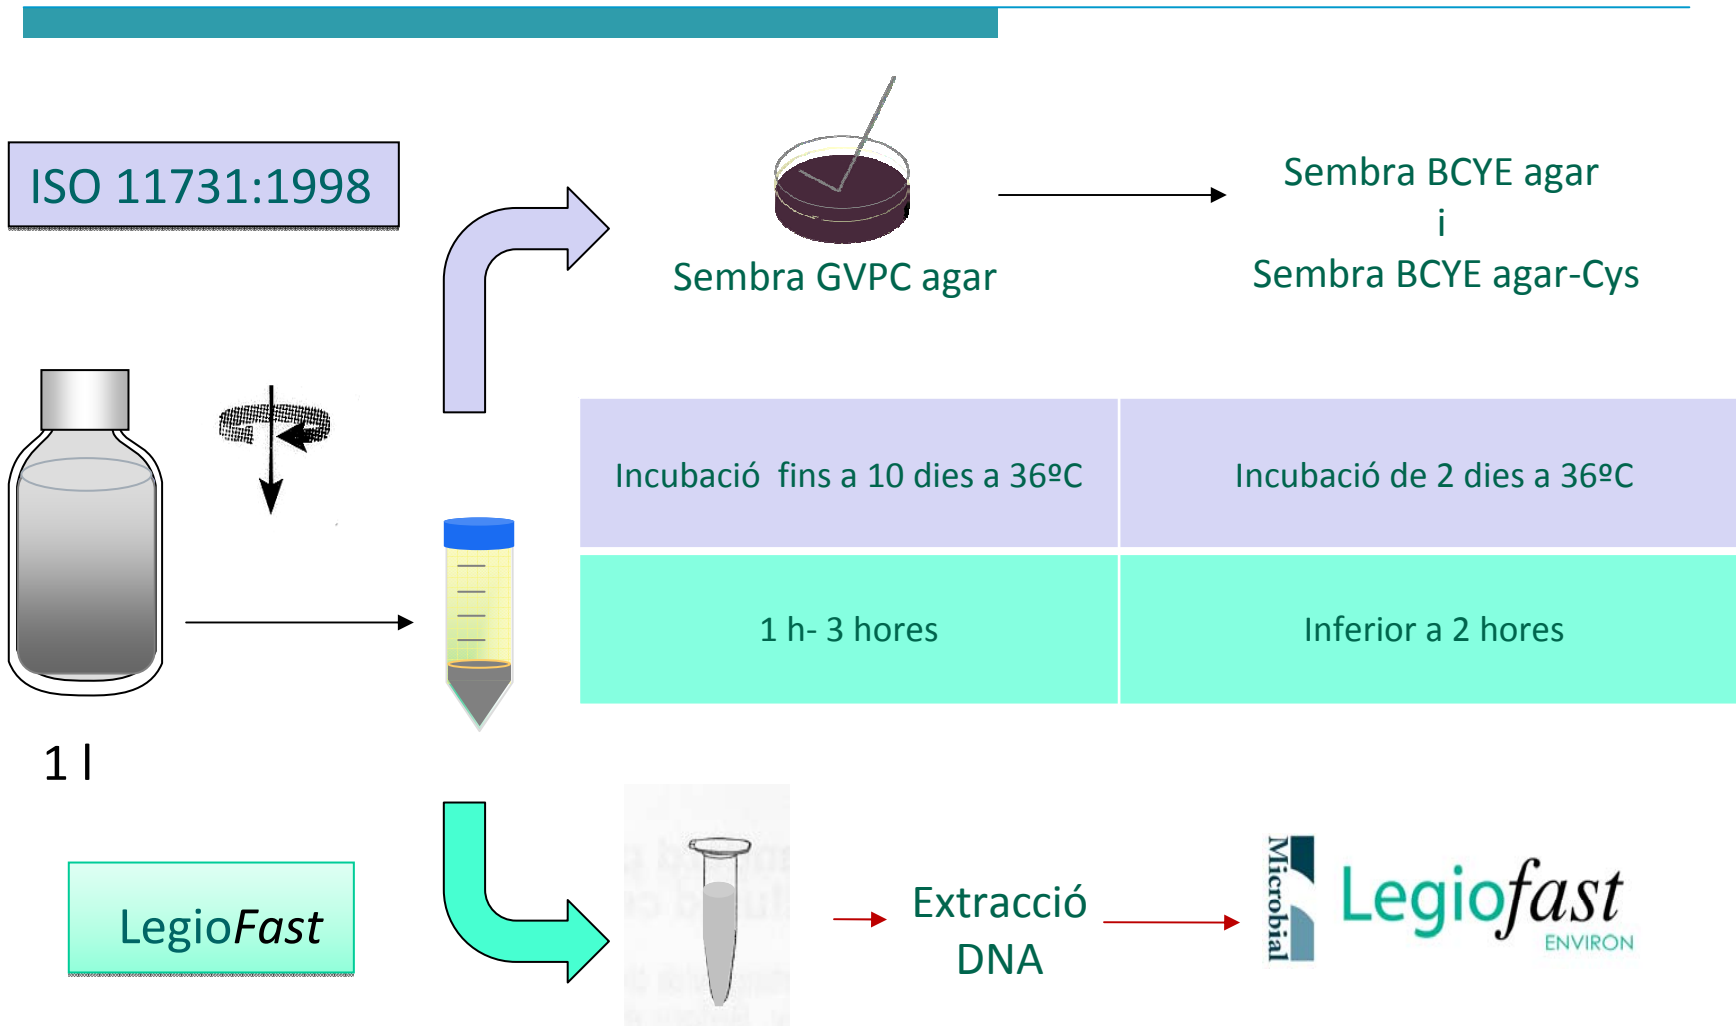 ISO 11731:1998
Sembra GVPC agar
Sembra BCYE agar
i
Sembra BCYE agar-Cys
Incubació  fins a 10 dies a 36ºC
Incubació de 2 dies a 36ºC
1 h- 3 hores
Inferior a 2 hores
1 l
LegioFast
Extracció
DNA
Microbial
Legiofast
ENVIRON